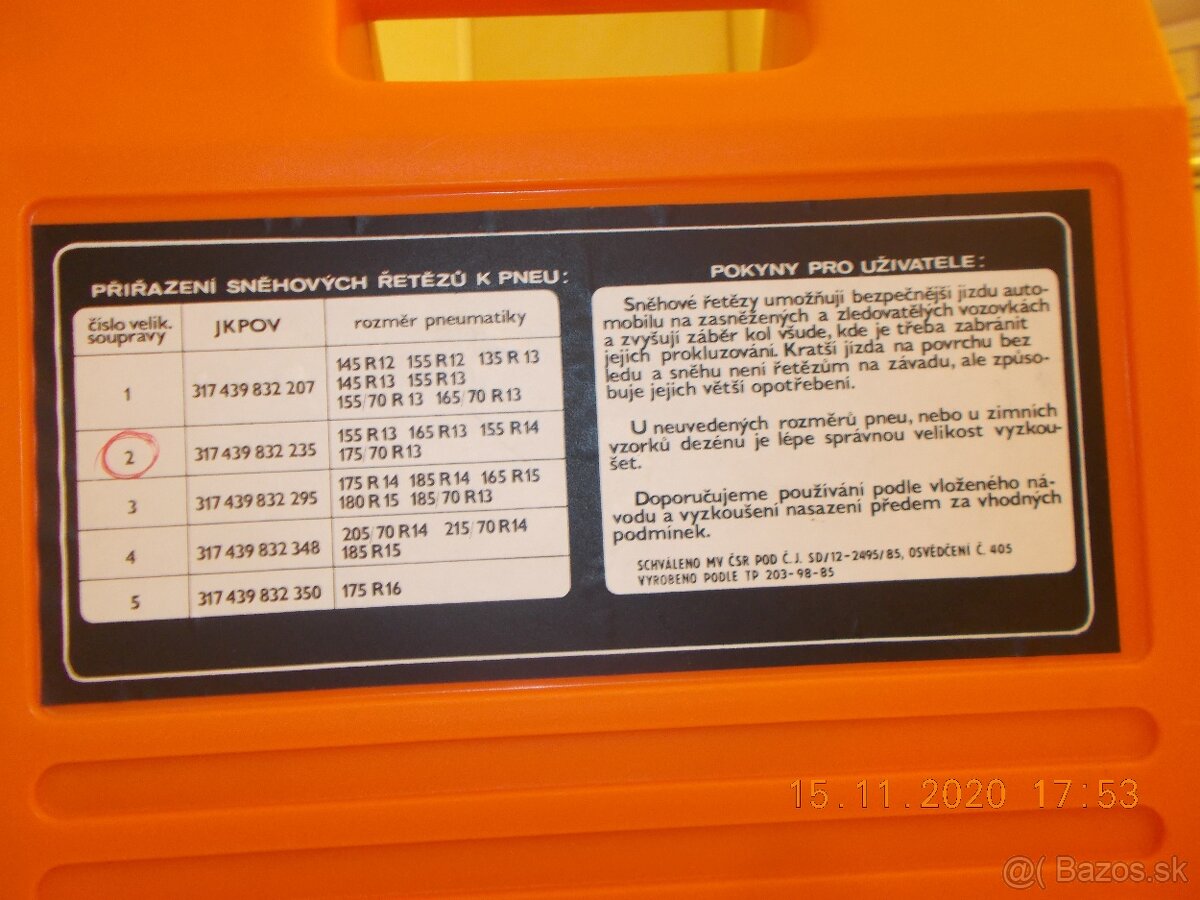 PŘIŘAZENÍ SNĚHOVÝCH ŘETĚZŮ K PNEU:
číslo velik. soupravy JKPOV rozměr pneumatiky
1 317 439 832 207 145 R12 155 R12 135 R 13
145 R13 155 R13
155/70 R13 165/70 R13
2 317 439 832 235 155 R13 165 R13 155 R14
175/70 R13
3 317 439 832 295 175 R14 185 R14 165 R15
180 R15 185/70 R13
4 317 439 832 348 205/70 R14 215/70 R14
185 R15
5 317 439 832 350 175 R16
POKYNY PRO UŽIVATELE:
Sněhové řetězy umožňují bezpečnější jizdu auto-
mobilu na zasněžených a zledovatělých vozovkách
a zvyšují záběr kol všude, kde je třeba zabránit
jejich prokluzování. Kratší jízda na povrchu bez
ledu a sněhu není řetězům na závadu, ale způso-
buje jejich větší opotřebení.
U neuvedených rozměrů pneu, nebo u zimních
vzorků dezénu je lépe správnou velikost vyzkou-
šet.
Doporučujeme používání podle vloženého ná-
vodu a vyzkoušení nasazení předem za vhodných
podmínek.
SCHVÁLENO MV ČSR POD Č.J. SD/12-2495/85, OSVĚDČENÍ Č. 405
VYROBENO PODLE TP 203-98-85
15.11.2020 17:53
@( Bazos.sk